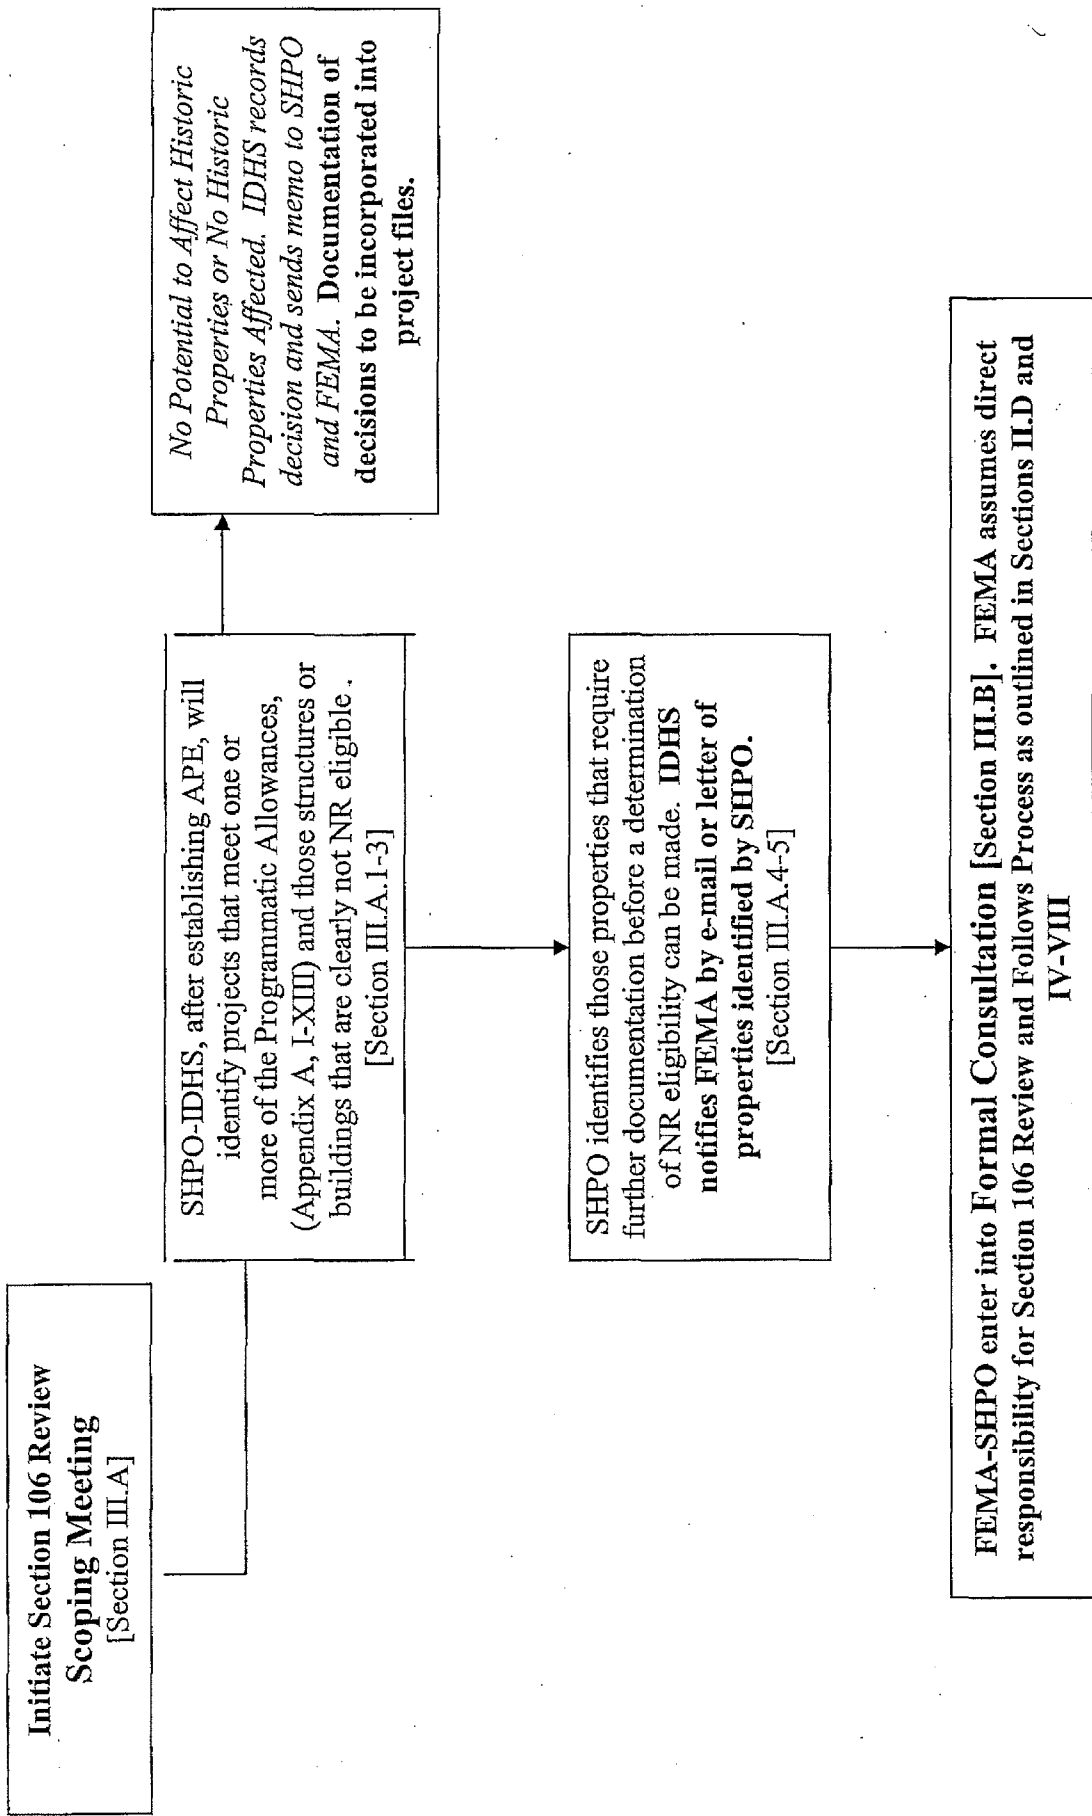 Initiate Section 106 Review
Scoping Meeting
[Section III.A]
SHPO-IDHS, after establishing APE, will
identify projects that meet one or
more of the Programmatic Allowances,
(Appendix A, I-XIII) and those structures or
buildings that are clearly not NR eligible .
[Section III.A.1-3]
No Potential to Affect Historic
Properties or No Historic
Properties Affected. IDHS records
decision and sends memo to SHPO
and FEMA. Documentation of
decisions to be incorporated into
project files.
SHPO identifies those properties that require
further documentation before a determination
of NR eligibility can be made. IDHS
notifies FEMA by e-mail or letter of
properties identified by SHPO.
[Section III.A.4-5]
FEMA-SHPO enter into Formal Consultation [Section III.B]. FEMA assumes direct
responsibility for Section 106 Review and Follows Process as outlined in Sections II.D and
IV-VIII